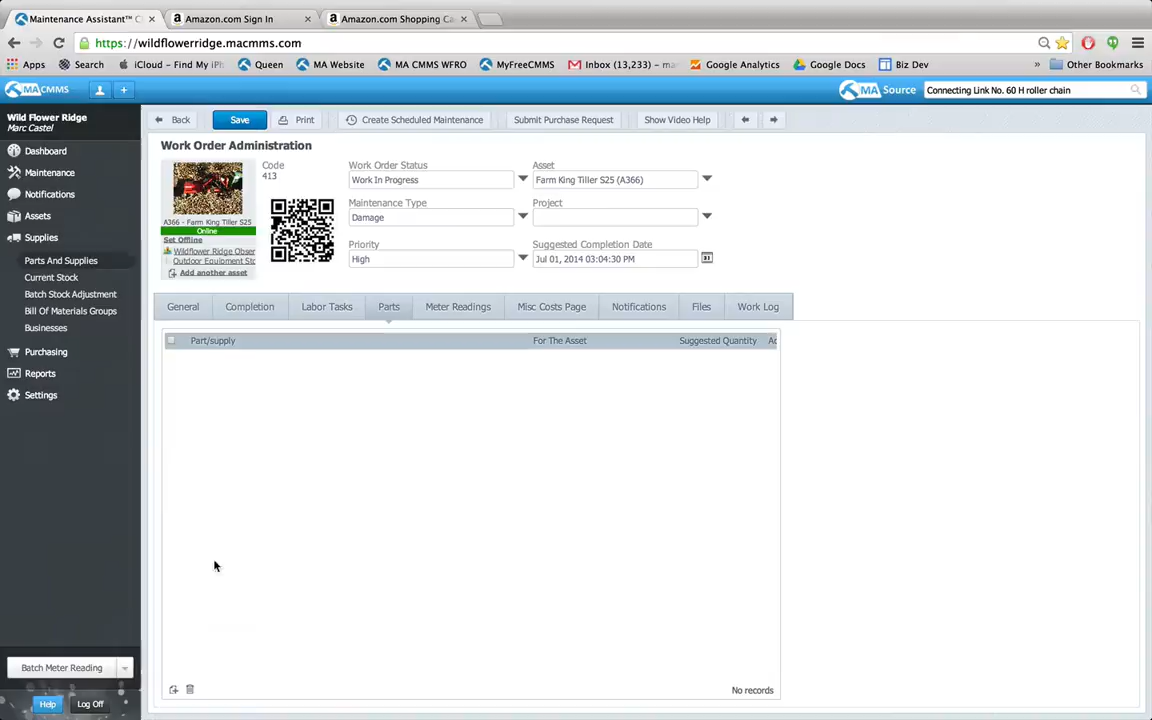 Maintenance Assistant™ C
Amazon.com Sign In
Amazon.com Shopping Ca
https://wildflowerridge.macmms.com
Apps
Search
iCloud - Find My iPh
Queen
MA Website
MA CMMS WFRO
MyFreeCMMS
Inbox (13,233) - ma
Google Analytics
Google Docs
Biz Dev
»
Other Bookmarks
MACMMS
MA Source
Connecting Link No. 60 H roller chain
Wild Flower Ridge
Marc Castel
Dashboard
Maintenance
Notifications
Assets
Supplies
Parts And Supplies
Current Stock
Batch Stock Adjustment
Bill Of Materials Groups
Businesses
Purchasing
Reports
Settings
Batch Meter Reading
Help
Log Off
Back
Save
Print
Create Scheduled Maintenance
Submit Purchase Request
Show Video Help
Work Order Administration
A366 - Farm King Tiller S25
Online
Set Offline
Wildflower Ridge Obser
Outdoor Equipment Sto
Add another asset
Code
413
Work Order Status
Work In Progress
Asset
Farm King Tiller S25 (A366)
Maintenance Type
Damage
Project
Priority
High
Suggested Completion Date
Jul 01, 2014 03:04:30 PM
General
Completion
Labor Tasks
Parts
Meter Readings
Misc Costs Page
Notifications
Files
Work Log
Part/supply
For The Asset
Suggested Quantity
Ac
No records